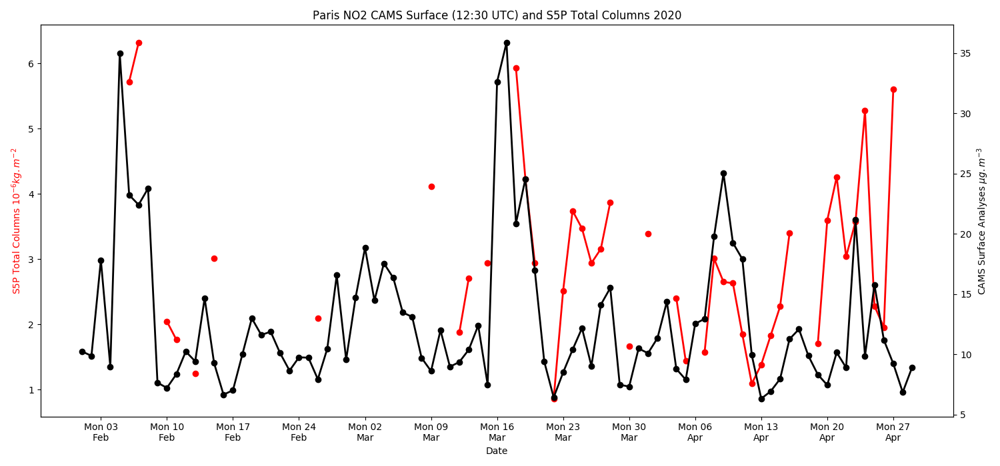 Paris NO2 CAMS Surface (12:30 UTC) and S5P Total Columns 2020
S5P Total Columns 10⁻⁶kg.m⁻²
6
5
4
3
2
1
35
30
25
20
15
10
5
CAMS Surface Analyses μg.m⁻³
Mon 03 Mon 10 Mon 17 Mon 24 Mon 02 Mon 09 Mon 16 Mon 23 Mon 30 Mon 06 Mon 13 Mon 20 Mon 27
Feb Feb Feb Feb Mar Mar Mar Mar Mar Apr Apr Apr Apr
Date